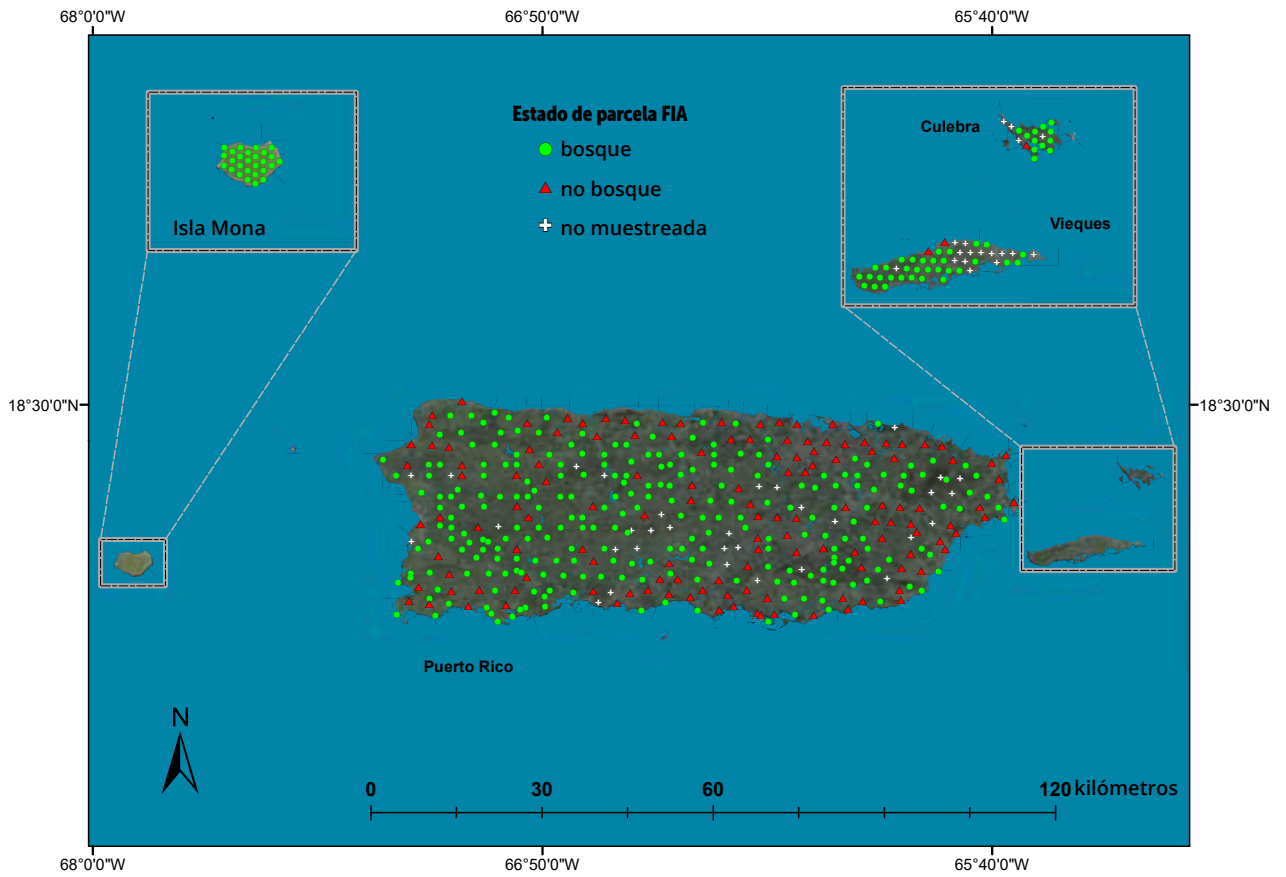 68°0'0"W 66°50'0"W 65°40'0"W
Estado de parcela FIA
bosque
no bosque
no muestreada
Isla Mona
Culebra
Vieques
18°30'0"N 18°30'0"N
Puerto Rico
N
0 30 60 120 kilómetros
68°0'0"W 66°50'0"W 65°40'0"W